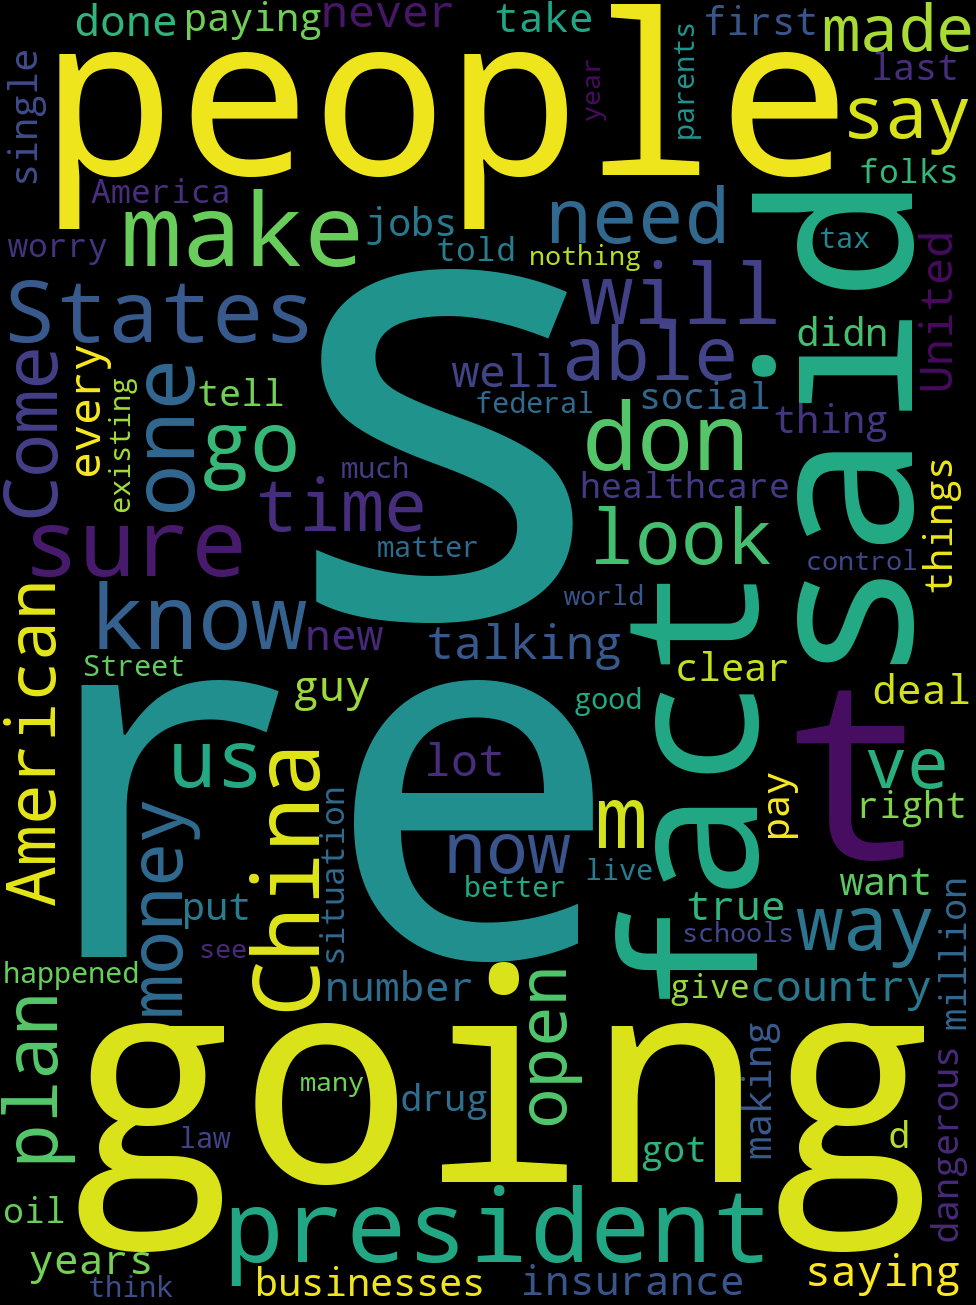 done
paying
never
take
first
made
people
last
single
year
parents
say
folks
America
make
jobs
need
said
worry
told
nothing
tax
United
States
S
will
didn
Come
every
one
tell
well
able
federal
social
thing
existing
go
don
much
healthcare
time
look
things
sure
matter
control
American
know
new
world
fact
talking
Street
clear
re
guy
good
deal
t
us
China
lot
ve
money
situation
now
m
pay
right
better
live
want
put
true
way
see
schools
million
happened
number
open
give
country
plan
going
making
many
drug
dangerous
law
got
d
oil
president
years
think
businesses
insurance
saying